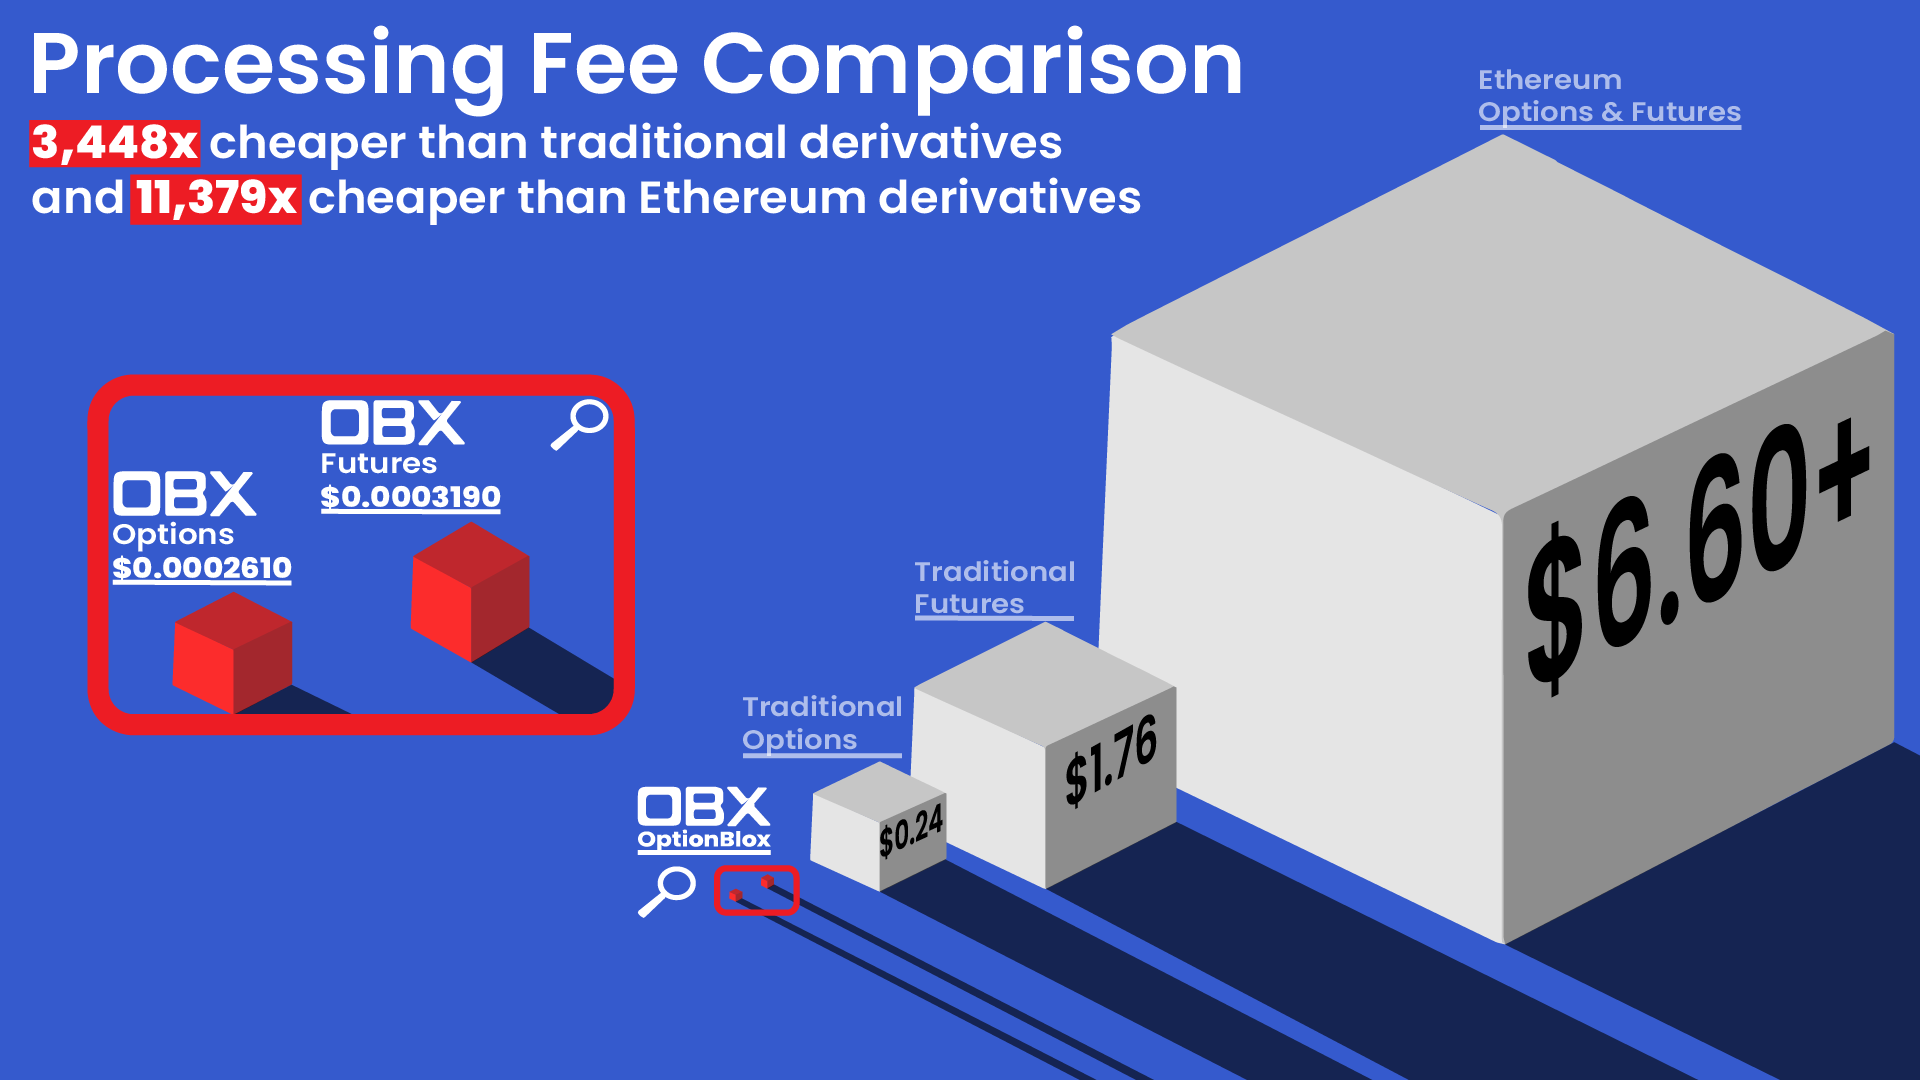 Processing Fee Comparison
3,448x cheaper than traditional derivatives
and 11,379x cheaper than Ethereum derivatives
Ethereum
Options & Futures
$6.60+
OBX
Futures
$0.0003190
OBX
Options
$0.0002610
Traditional
Futures
$1.76
Traditional
Options
$0.24
OBX
OptionBlox